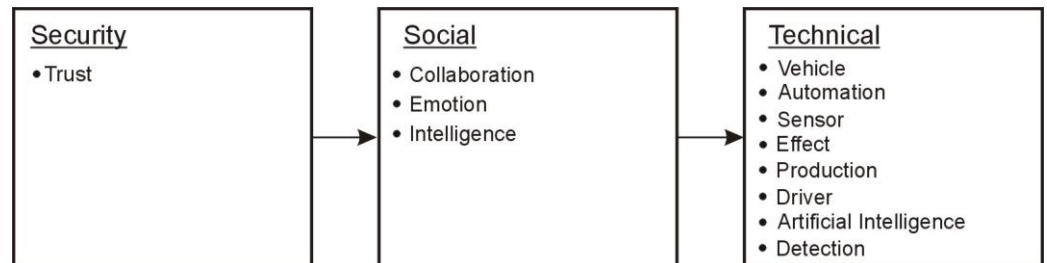 Security
• Trust
Social
• Collaboration
• Emotion
• Intelligence
Technical
• Vehicle
• Automation
• Sensor
• Effect
• Production
• Driver
• Artificial Intelligence
• Detection